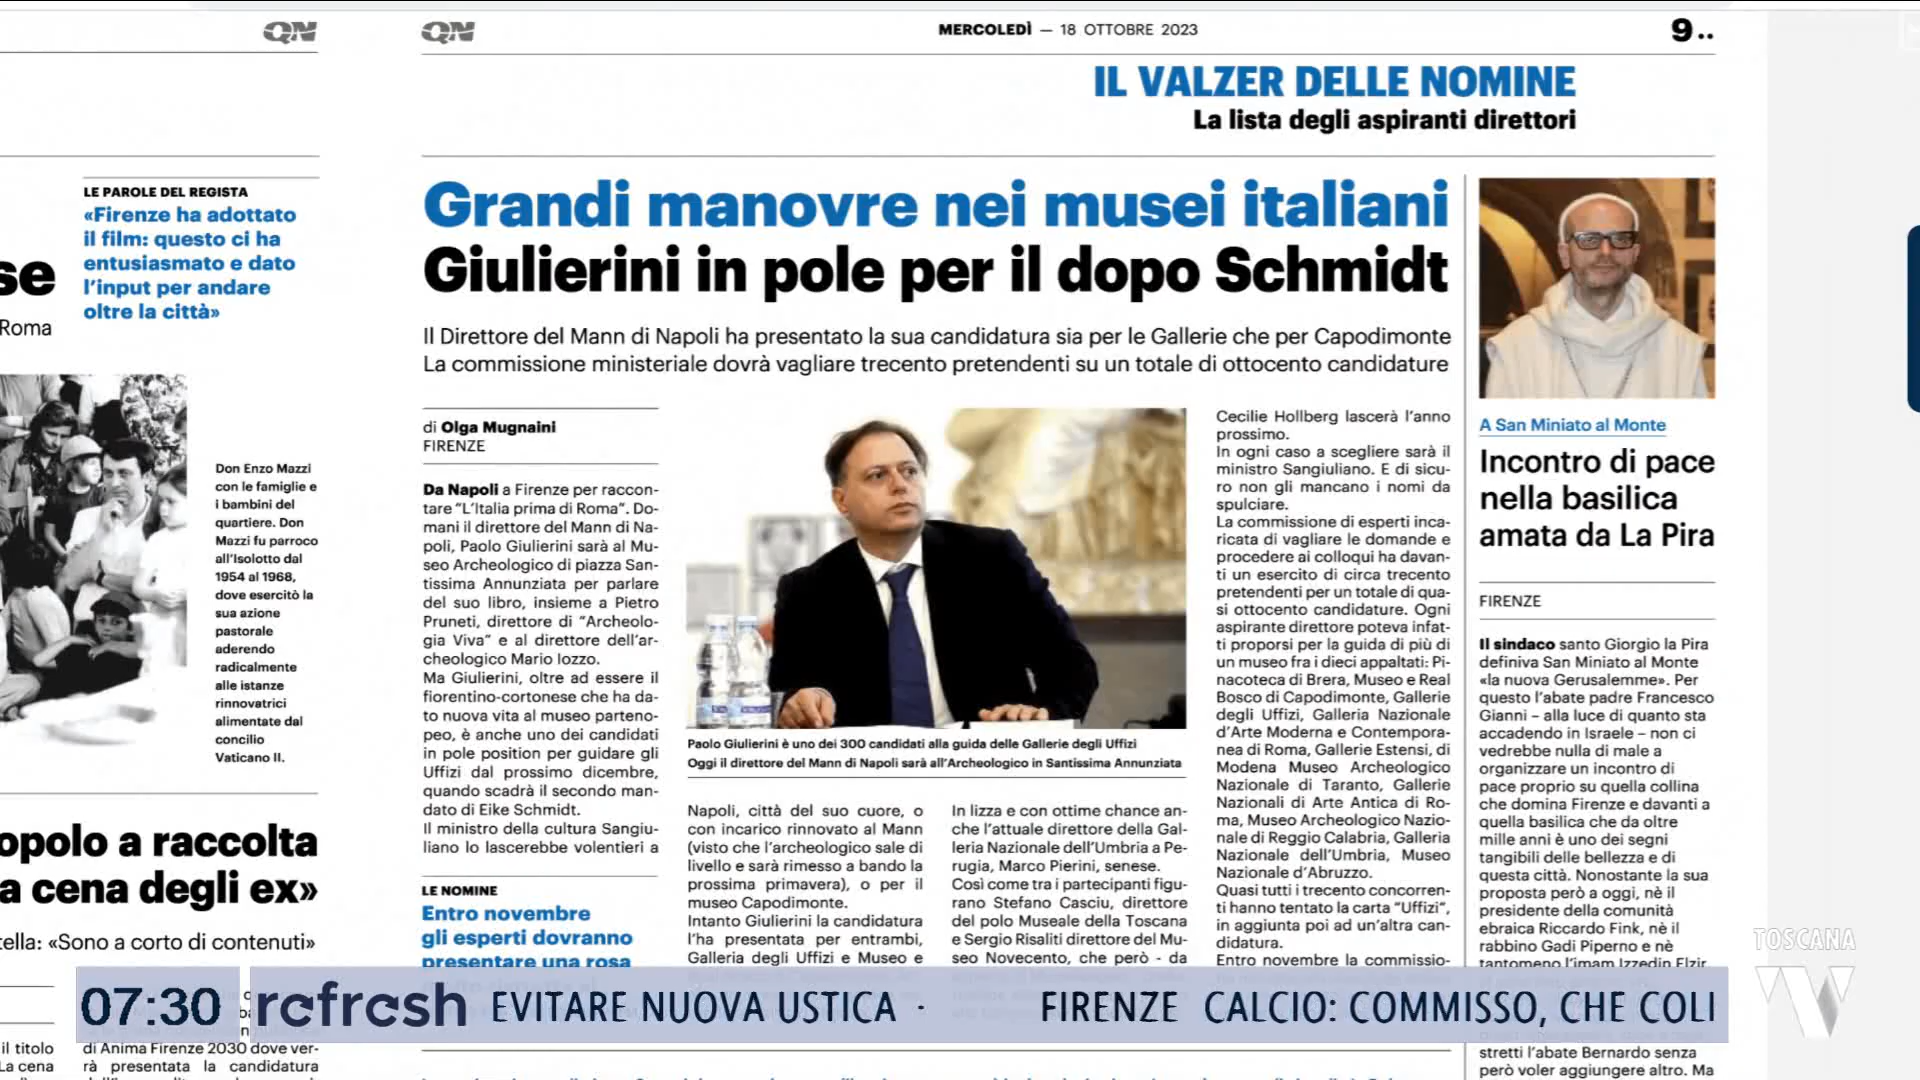 QN
QN
MERCOLEDÌ — 18 OTTOBRE 2023
9..
IL VALZER DELLE NOMINE
La lista degli aspiranti direttori
LE PAROLE DEL REGISTA
«Firenze ha adottato
il film: questo ci ha
entusiasmato e dato
l'input per andare
oltre la città»
se
Roma
Don Enzo Mazzi
con le famiglie e
i bambini del
quartiere. Don
Mazzi fu parroco
all'Isolotto dal
1954 al 1968,
dove esercitò la
sua azione
pastorale
aderendo
radicalmente
alle istanze
rinnovatrici
alimentate dal
concilio
Vaticano II.
opolo a raccolta
a cena degli ex»
tella: «Sono a corto di contenuti»
il titolo
La cena
di Anima Firenze 2030 dove ver-
rà presentata la candidatura
Grandi manovre nei musei italiani
Giulierini in pole per il dopo Schmidt
Il Direttore del Mann di Napoli ha presentato la sua candidatura sia per le Gallerie che per Capodimonte
La commissione ministeriale dovrà vagliare trecento pretendenti su un totale di ottocento candidature
di Olga Mugnaini
FIRENZE
Da Napoli a Firenze per raccon-
tare "L'Italia prima di Roma". Do-
mani il direttore del Mann di Na-
poli, Paolo Giulierini sarà al Mu-
seo Archeologico di piazza San-
tissima Annunziata per parlare
del suo libro, insieme a Pietro
Pruneti, direttore di "Archeolo-
gia Viva" e al direttore dell'ar-
cheologico Mario Iozzo.
Ma Giulierini, oltre ad essere il
fiorentino-cortonese che ha da-
to nuova vita al museo parteno-
peo, è anche uno dei candidati
in pole position per guidare gli
Uffizi dal prossimo dicembre,
quando scadrà il secondo man-
dato di Eike Schmidt.
Il ministro della cultura Sangiu-
liano lo lascerebbe volentieri a
LE NOMINE
Entro novembre
gli esperti dovranno
presentare una rosa
Paolo Giulierini è uno dei 300 candidati alla guida delle Gallerie degli Uffizi
Oggi il direttore del Mann di Napoli sarà all'Archeologico in Santissima Annunziata
Napoli, città del suo cuore, o
con incarico rinnovato al Mann
(visto che l'archeologico sale di
livello e sarà rimesso a bando la
prossima primavera), o per il
museo Capodimonte.
Intanto Giulierini la candidatura
l'ha presentata per entrambi,
Galleria degli Uffizi e Museo e
In lizza e con ottime chance an-
che l'attuale direttore della Gal-
leria Nazionale dell'Umbria a Pe-
rugia, Marco Pierini, senese.
Così come tra i partecipanti figu-
rano Stefano Casciu, direttore
del polo Museale della Toscana
e Sergio Risaliti direttore del Mu-
seo Novecento, che però - da
Cecilie Hollberg lascerà l'anno
prossimo.
In ogni caso a scegliere sarà il
ministro Sangiuliano. E di sicu-
ro non gli mancano i nomi da
spulciare.
La commissione di esperti inca-
ricata di vagliare le domande e
procedere ai colloqui ha davan-
ti un esercito di circa trecento
pretendenti per un totale di qua-
si ottocento candidature. Ogni
aspirante direttore poteva infat-
ti proporsi per la guida di più di
un museo fra i dieci appaltati: Pi-
nacoteca di Brera, Museo e Real
Bosco di Capodimonte, Gallerie
degli Uffizi, Galleria Nazionale
d'Arte Moderna e Contempora-
nea di Roma, Gallerie Estensi, di
Modena Museo Archeologico
Nazionale di Taranto, Gallerie
Nazionali di Arte Antica di Ro-
ma, Museo Archeologico Nazio-
nale di Reggio Calabria, Galleria
Nazionale dell'Umbria, Museo
Nazionale d'Abruzzo.
Quasi tutti i trecento concorren-
ti hanno tentato la carta "Uffizi",
in aggiunta poi ad un'altra can-
didatura.
Entro novembre la commissio-
A San Miniato al Monte
Incontro di pace
nella basilica
amata da La Pira
FIRENZE
Il sindaco santo Giorgio la Pira
definiva San Miniato al Monte
«la nuova Gerusalemme». Per
questo l'abate padre Francesco
Gianni – alla luce di quanto sta
accadendo in Israele – non ci
vedrebbe nulla di male a
organizzare un incontro di
pace proprio su quella collina
che domina Firenze e davanti a
quella basilica che da oltre
mille anni è uno dei segni
tangibili delle bellezza e di
questa città. Nonostante la sua
proposta però a oggi, nè il
presidente della comunità
ebraica Riccardo Fink, nè il
rabbino Gadi Piperno e nè
tantomeno l'imam Izzedin Elzir
stretti l'abate Bernardo senza
però voler aggiungere altro. Ma
TOSCANA
07:30 refresh EVITARE NUOVA USTICA · FIRENZE CALCIO: COMMISSO, CHE COLI